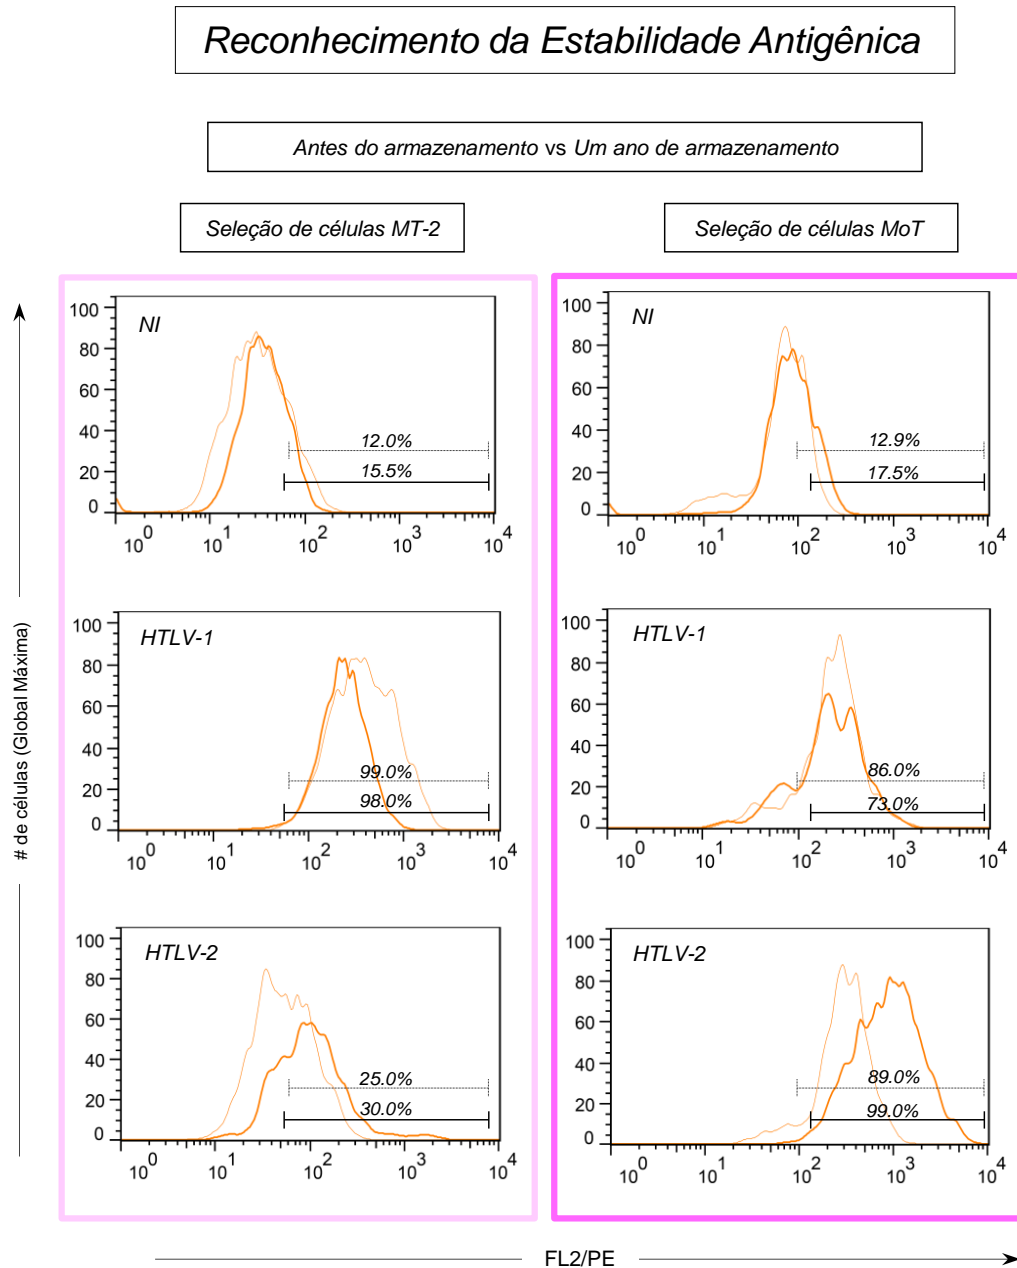 Reconhecimento da Estabilidade Antigênica
Antes do armazenamento vs Um ano de armazenamento
Seleção de células MT-2
Seleção de células MoT
# de células (Global Máxima)
NI
100
80
60
40
20
0
12.0%
15.5%
10^0 10^1 10^2 10^3 10^4
NI
100
80
60
40
20
0
12.9%
17.5%
10^0 10^1 10^2 10^3 10^4
HTLV-1
100
80
60
40
20
0
99.0%
98.0%
10^0 10^1 10^2 10^3 10^4
HTLV-1
100
80
60
40
20
0
86.0%
73.0%
10^0 10^1 10^2 10^3 10^4
HTLV-2
100
80
60
40
20
0
25.0%
30.0%
10^0 10^1 10^2 10^3 10^4
HTLV-2
100
80
60
40
20
0
89.0%
99.0%
10^0 10^1 10^2 10^3 10^4
FL2/PE